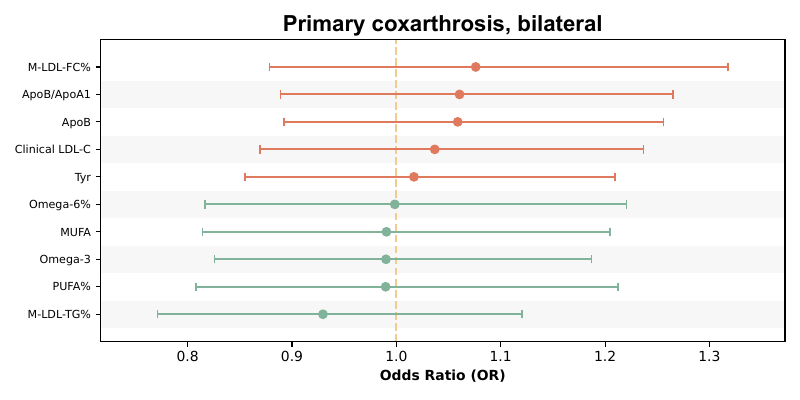 Primary coxarthrosis, bilateral
M-LDL-FC%
ApoB/ApoA1
ApoB
Clinical LDL-C
Tyr
Omega-6%
MUFA
Omega-3
PUFA%
M-LDL-TG%
0.8 0.9 1.0 1.1 1.2 1.3
Odds Ratio (OR)